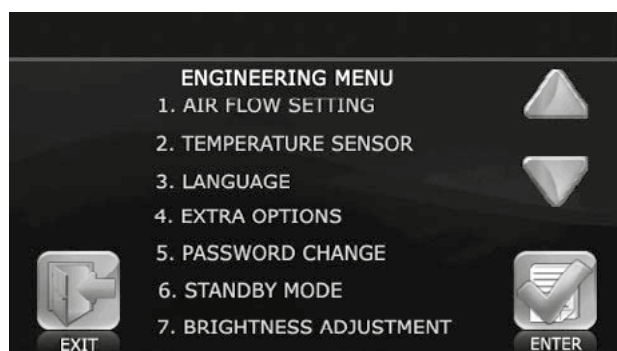 ENGINEERING MENU
1. AIR FLOW SETTING
2. TEMPERATURE SENSOR
3. LANGUAGE
4. EXTRA OPTIONS
5. PASSWORD CHANGE
6. STANDBY MODE
7. BRIGHTNESS ADJUSTMENT
EXIT
ENTER